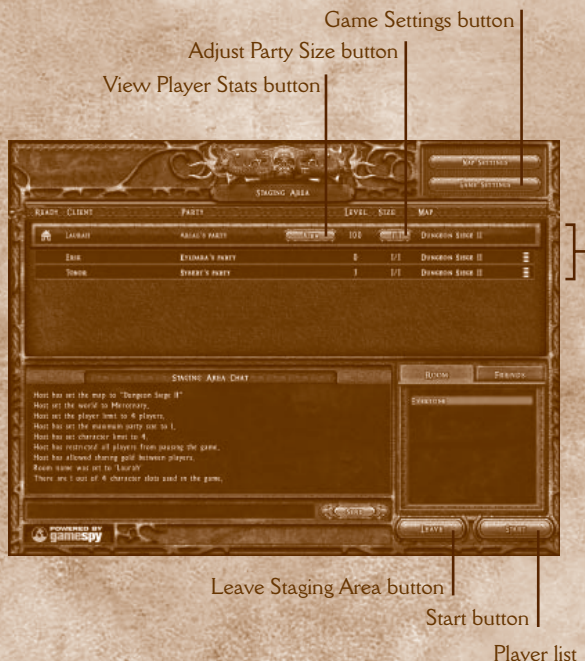 Game Settings button
Adjust Party Size button
View Player Stats button
Map Settings
Game Settings
Staging Area
Ready Client Party Level Size Map
Laurah Arial's party View 100 1/1 Dungeon Siege II
Erik Party 0 1/1 Dungeon Siege II
party 3 1/1 Dungeon Siege II
Staging Area Chat
Room Friends
Host has set the map to "Dungeon Siege II"
Host set the world to Mercenary.
Host set the player limit to 4 players.
Host has set the maximum party size to 1.
Host has set character limit to 4.
Host has restricted all players from pausing the game.
Host has allowed sharing gold between players.
Room name was set to 'Laurah'
There are 1 out of 4 character slots used in the game.
Everyone
Send
POWERED BY
gamespy
Leave Start
Leave Staging Area button
Start button
Player list